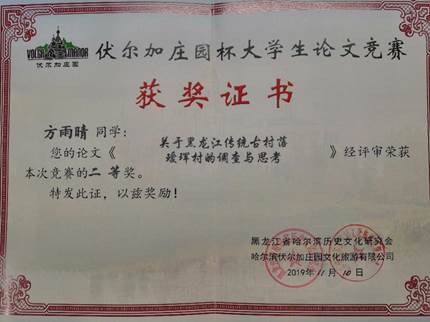 VOLGA MANOR
伏尔加庄园
伏尔加庄园杯大学生论文竞赛
获奖证书
方雨晴 同学：
您的论文《关于黑龙江传统古村落瑷珲村的调查与思考》经评审荣获
本次竞赛的二等奖。
特发此证，以兹奖励！
黑龙江省哈尔滨历史文化研究会
哈尔滨伏尔加庄园文化旅游有限公司
2019年11月10日